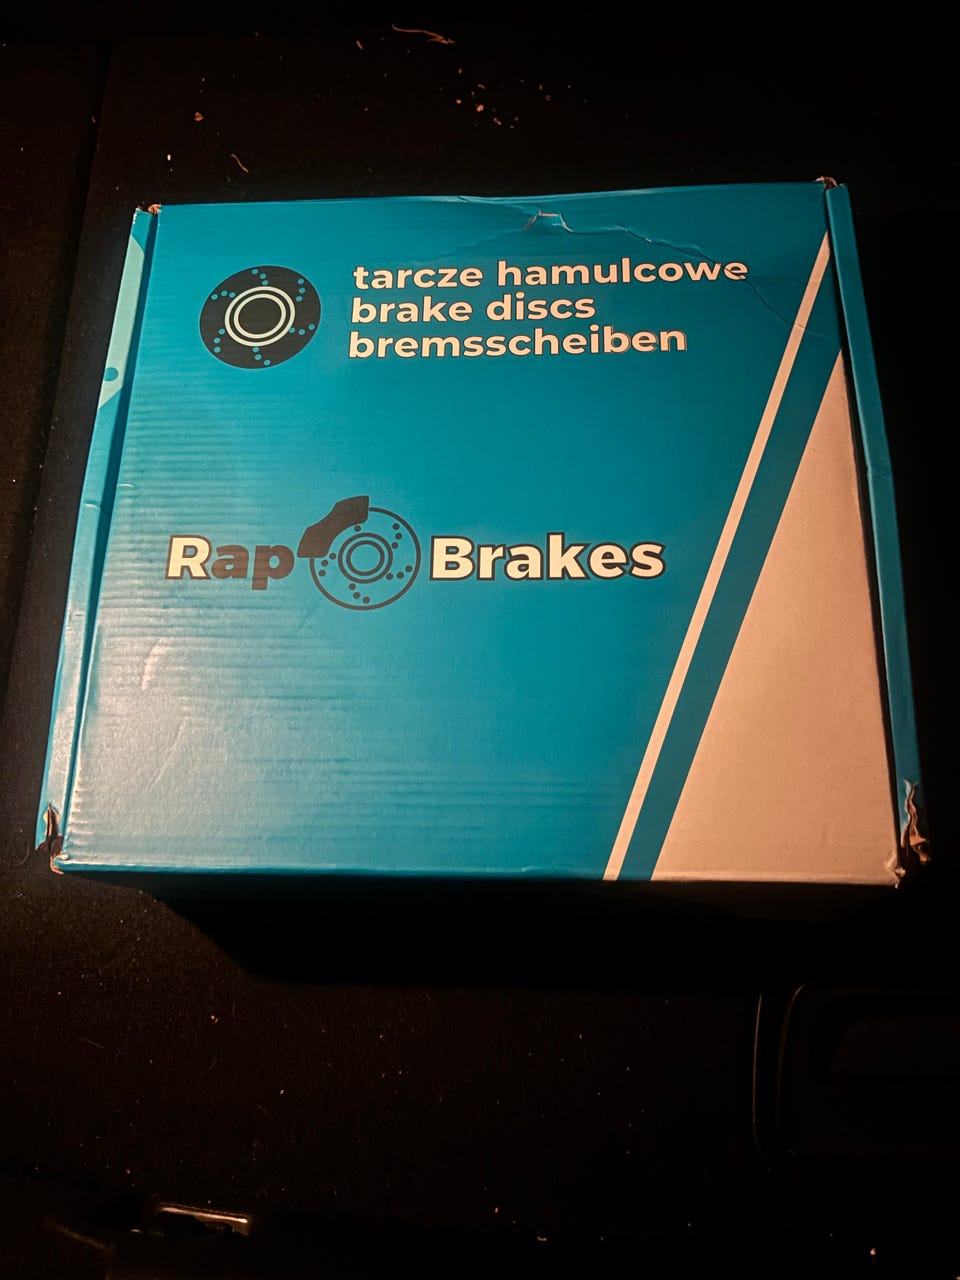 tarcze hamulcowe
brake discs
bremsscheiben
Rap Brakes